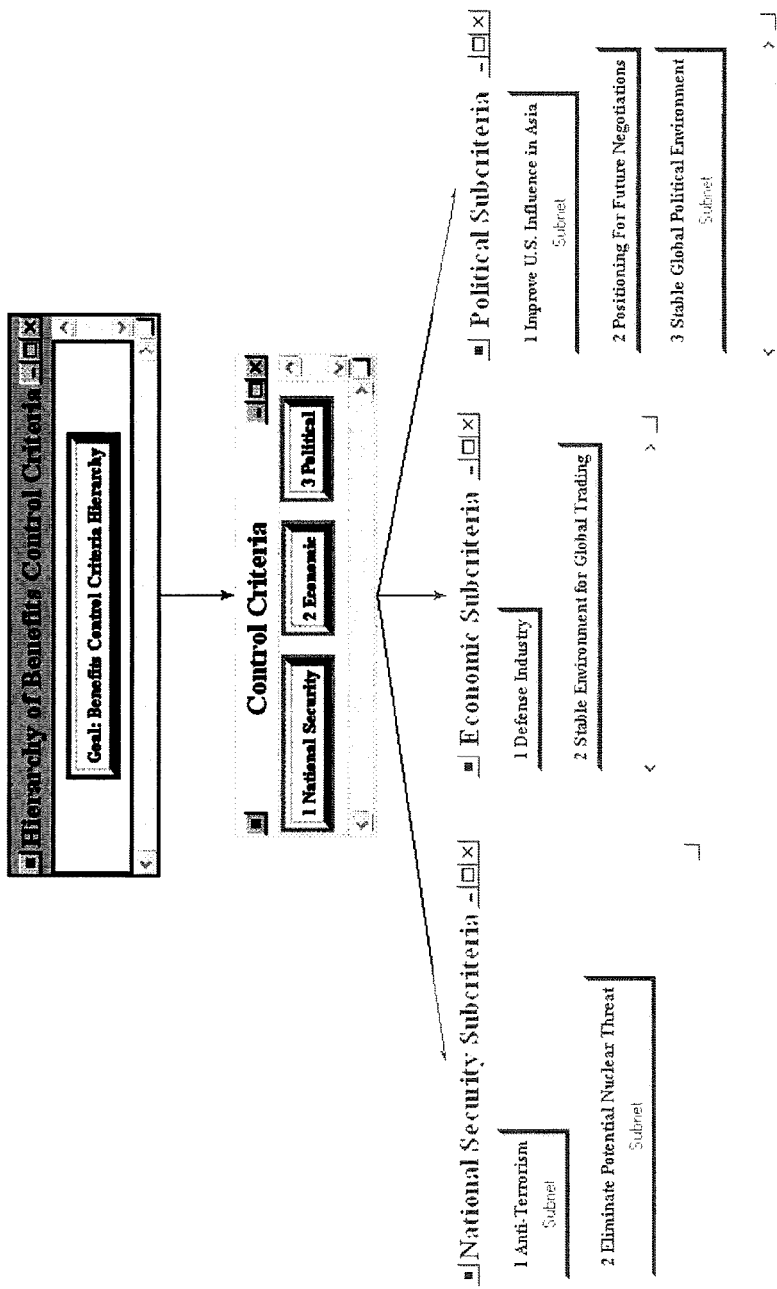 Hierarchy of Benefits Control Criteria
Goal: Benefits Control Criteria Hierarchy
Control Criteria
1 National Security
2 Economic
3 Political
National Security Subcriteria
1 Anti-Terrorism
Subnet
2 Eliminate Potential Nuclear Threat
Subnet
Economic Subcriteria
1 Defense Industry
2 Stable Environment for Global Trading
Political Subcriteria
1 Improve U.S. Influence in Asia
Subnet
2 Positioning For Future Negotiations
3 Stable Global Political Environment
Subnet